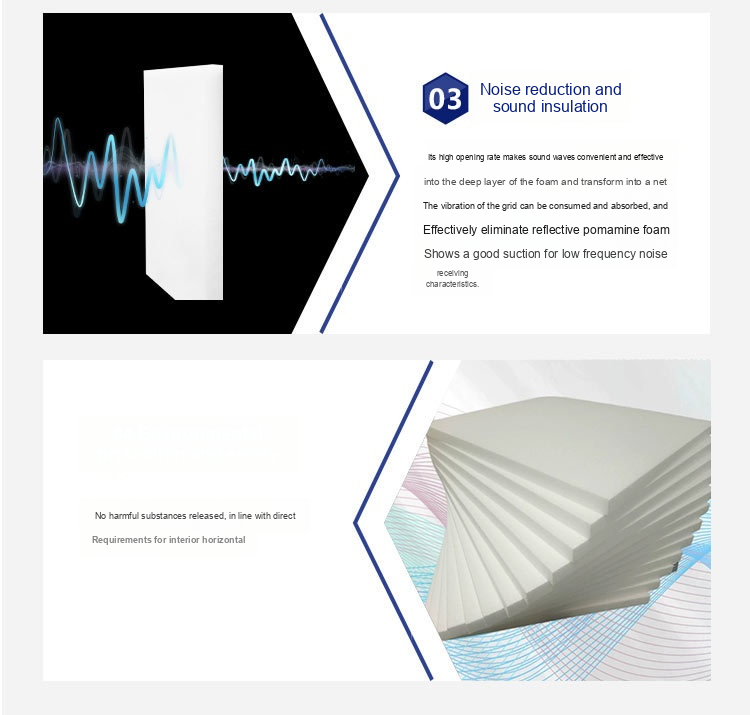 03
Noise reduction and
sound insulation
Its high opening rate makes sound waves convenient and effective
into the deep layer of the foam and transform into a net
The vibration of the grid can be consumed and absorbed, and
Effectively eliminate reflective pomamine foam
Shows a good suction for low frequency noise
receiving
characteristics.
No harmful substances released, in line with direct
Requirements for interior horizontal